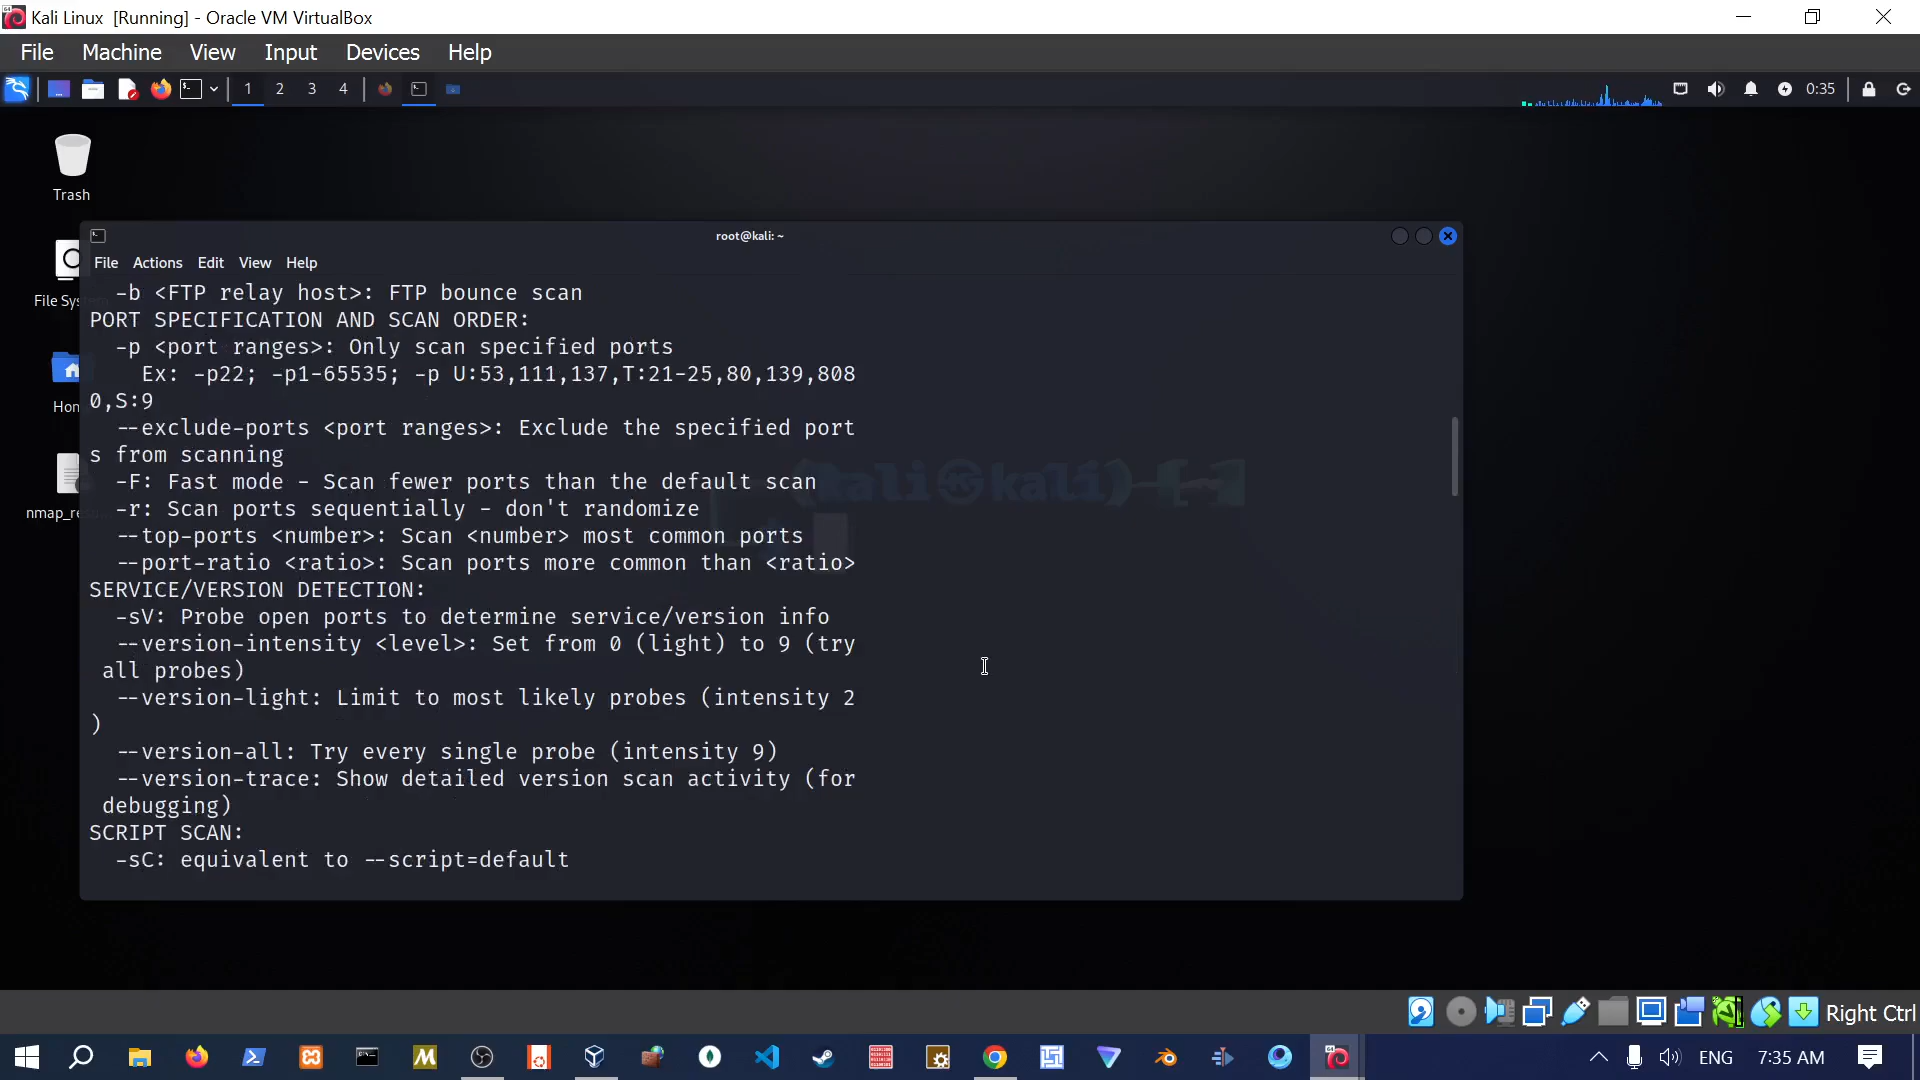 Kali Linux [Running] - Oracle VM VirtualBox
File Machine View Input Devices Help
1 2 3 4
0:35
Trash
root@kali: ~
File Actions Edit View Help
File Sys
Hom
nmap_re
-b <FTP relay host>: FTP bounce scan
PORT SPECIFICATION AND SCAN ORDER:
-p <port ranges>: Only scan specified ports
Ex: -p22; -p1-65535; -p U:53,111,137,T:21-25,80,139,808
0,S:9
--exclude-ports <port ranges>: Exclude the specified port
s from scanning
-F: Fast mode - Scan fewer ports than the default scan
-r: Scan ports sequentially - don't randomize
--top-ports <number>: Scan <number> most common ports
--port-ratio <ratio>: Scan ports more common than <ratio>
SERVICE/VERSION DETECTION:
-sV: Probe open ports to determine service/version info
--version-intensity <level>: Set from 0 (light) to 9 (try
all probes)
--version-light: Limit to most likely probes (intensity 2
)
--version-all: Try every single probe (intensity 9)
--version-trace: Show detailed version scan activity (for
debugging)
SCRIPT SCAN:
-sC: equivalent to --script=default
(kali㉿kali)-[~]
Right Ctrl
ENG
7:35 AM